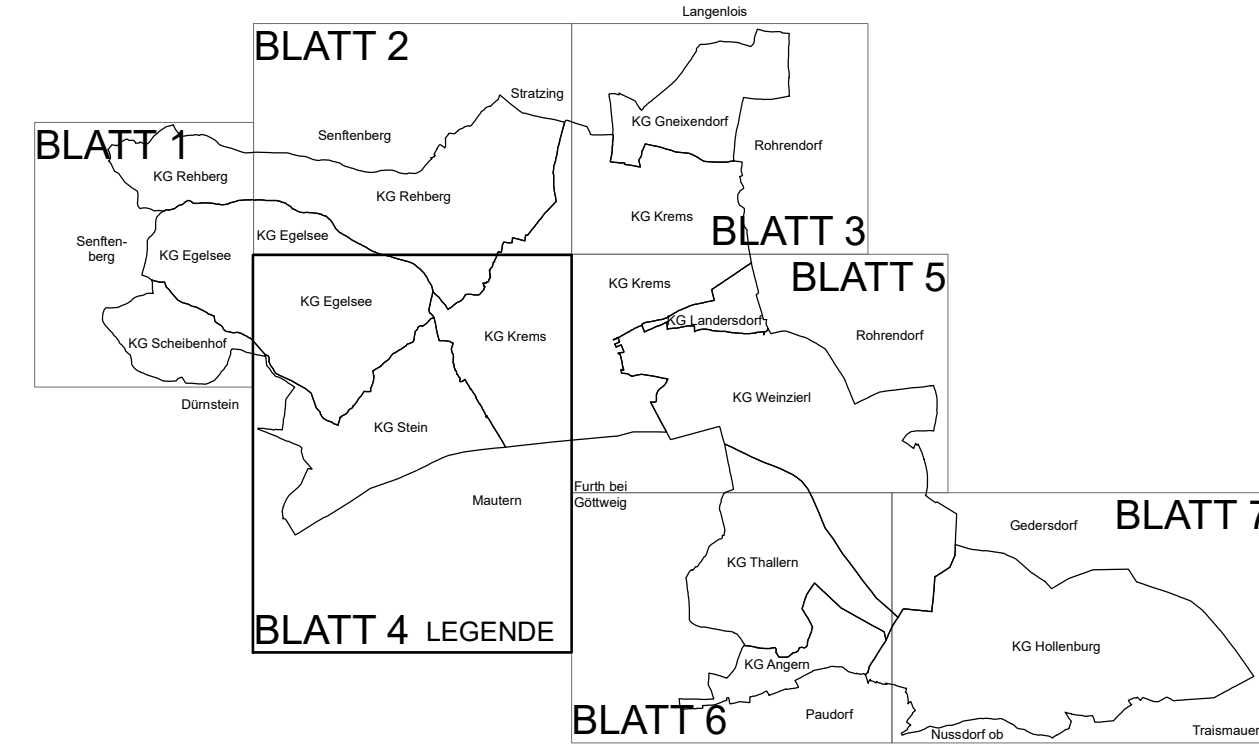 Langenlois
BLATT 2
Stratzing
Senftenberg
KG Gneixendorf
Rohrendorf
BLATT 1
KG Rehberg
KG Rehberg
KG Krems
BLATT 3
Senften-
berg
KG Egelsee
KG Egelsee
KG Egelsee
KG Krems
KG Krems
BLATT 5
KG Landersdorf
Rohrendorf
KG Scheibenhof
Dürnstein
KG Weinzierl
KG Stein
Mautern
Furth bei
Göttweig
BLATT 4 LEGENDE
KG Thallern
Gedersdorf
BLATT 7
KG Hollenburg
KG Angern
BLATT 6
Paudorf
Nussdorf ob
Traismauer